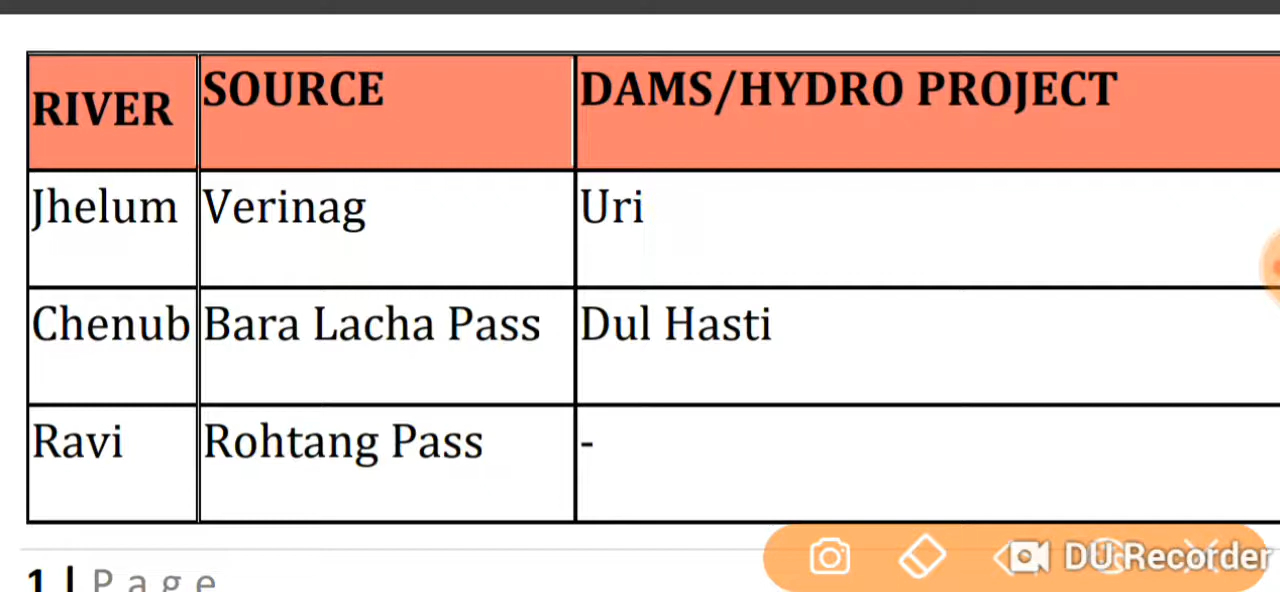 RIVER SOURCE DAMS/HYDRO PROJECT
Jhelum Verinag Uri
Chenub Bara Lacha Pass Dul Hasti
Ravi Rohtang Pass -
1 | Page
DU Recorder